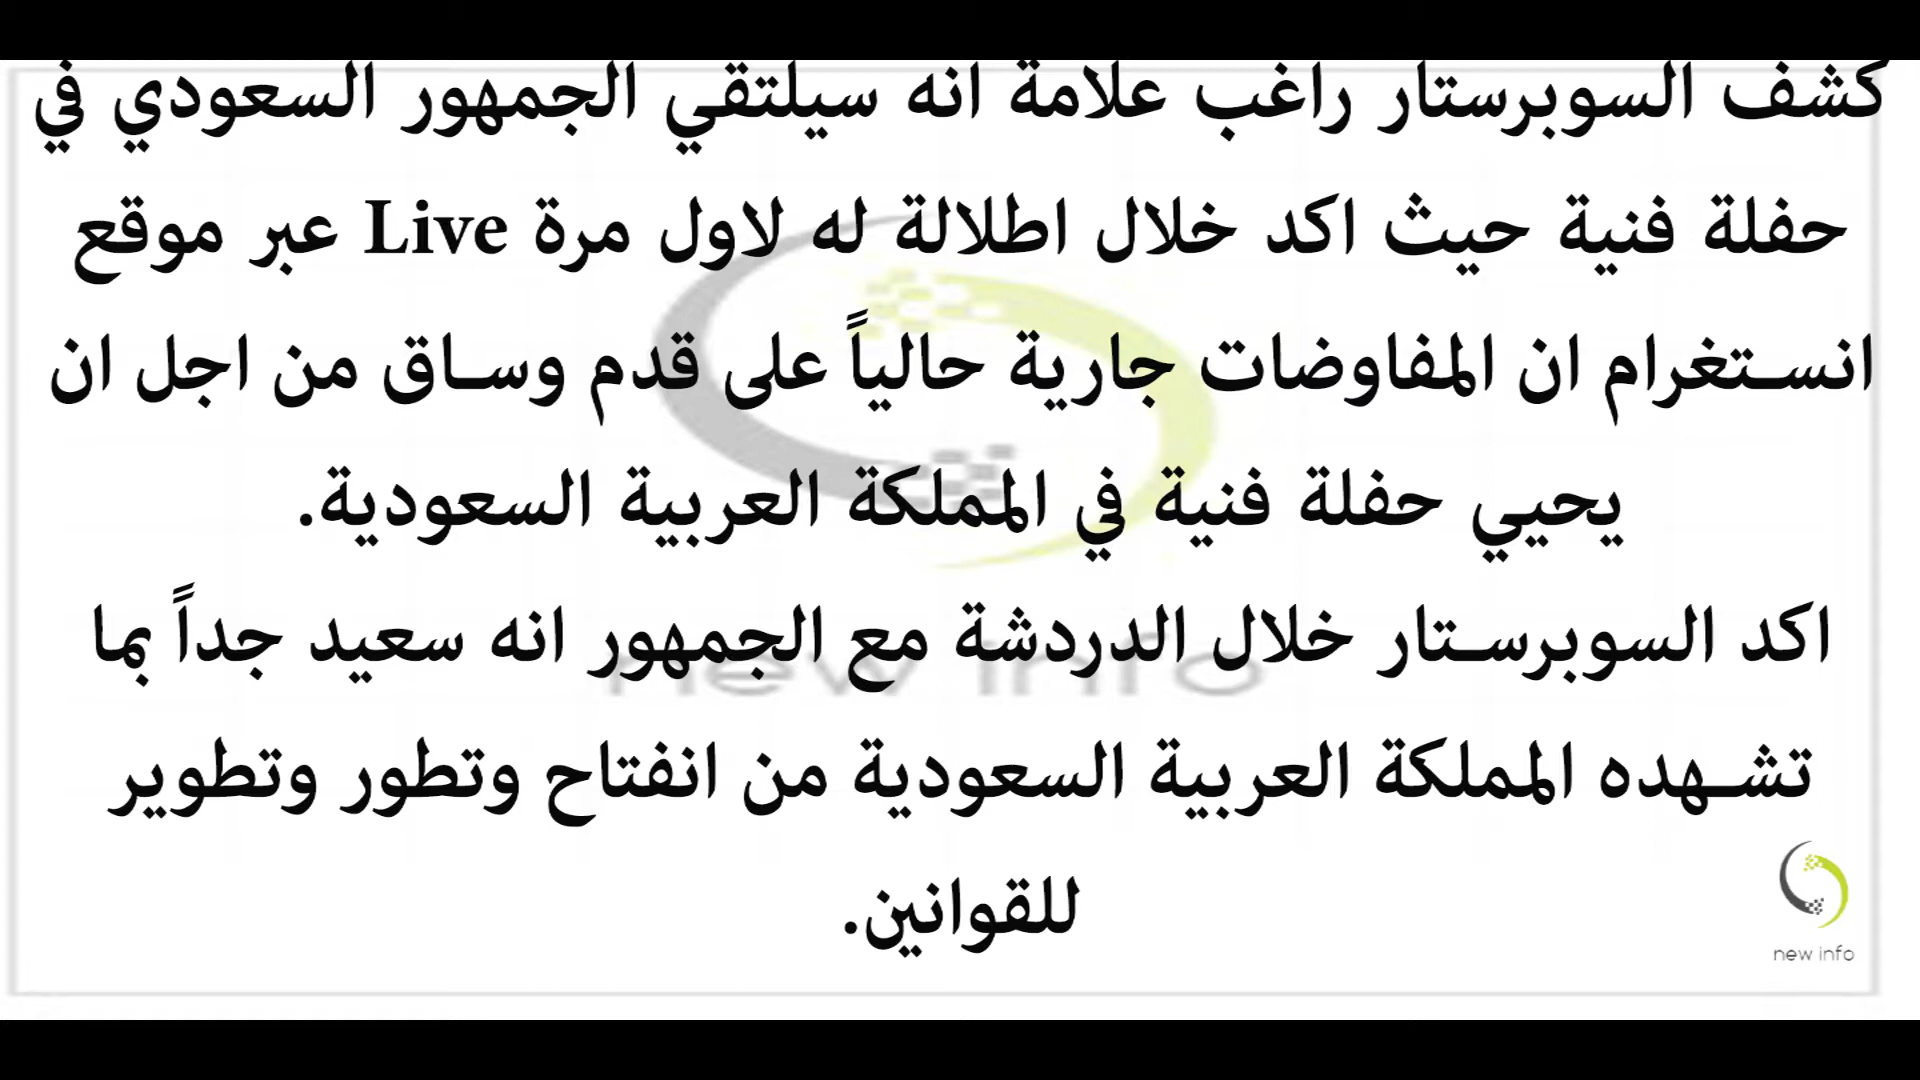 كشف السوبرستار راغب علامة انه سيلتقي الجمهور السعودي في
حفلة فنية حيث اكد خلال اطلالة له لاول مرة Live عبر موقع
انستغرام ان المفاوضات جارية حالياً على قدم وساق من اجل ان
يحيي حفلة فنية في المملكة العربية السعودية.
اكد السوبرستار خلال الدردشة مع الجمهور انه سعيد جداً بما
تشهده المملكة العربية السعودية من انفتاح وتطور وتطوير
للقوانين.
new info
new info